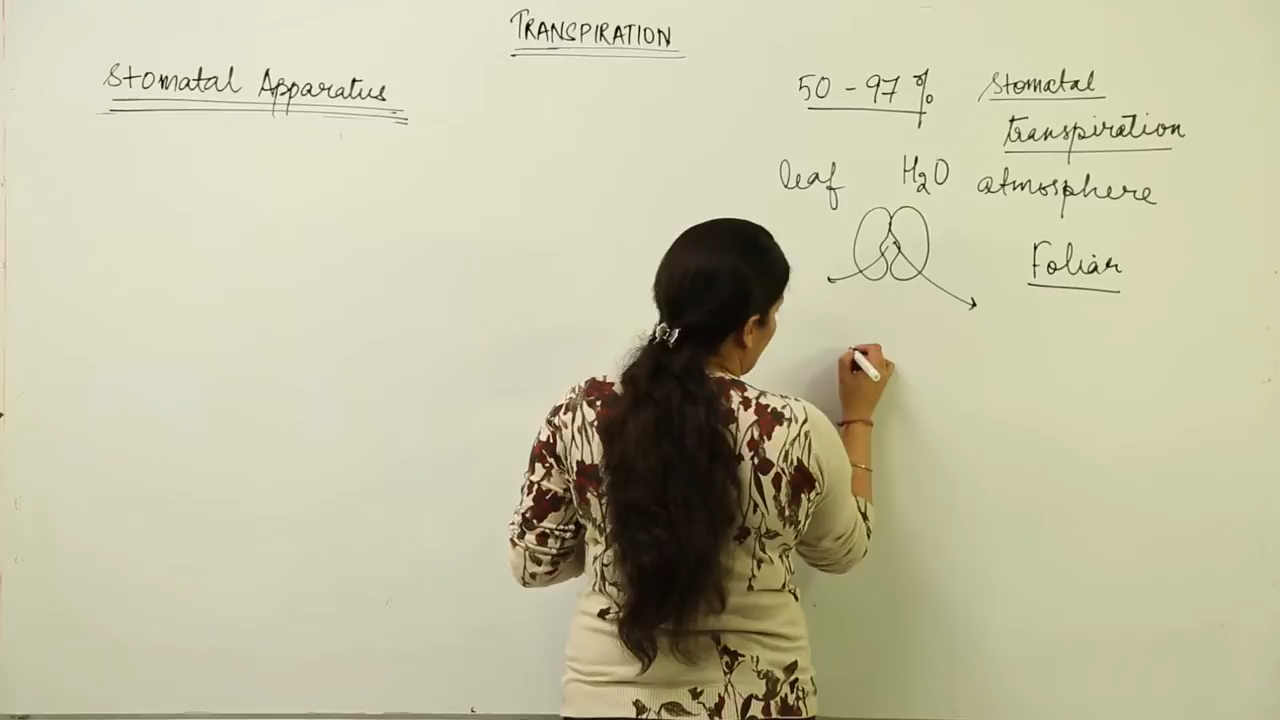 TRANSPIRATION
Stomatal Apparatus
50 - 97 % stomatal
transpiration
leaf H2O atmosphere
Foliar